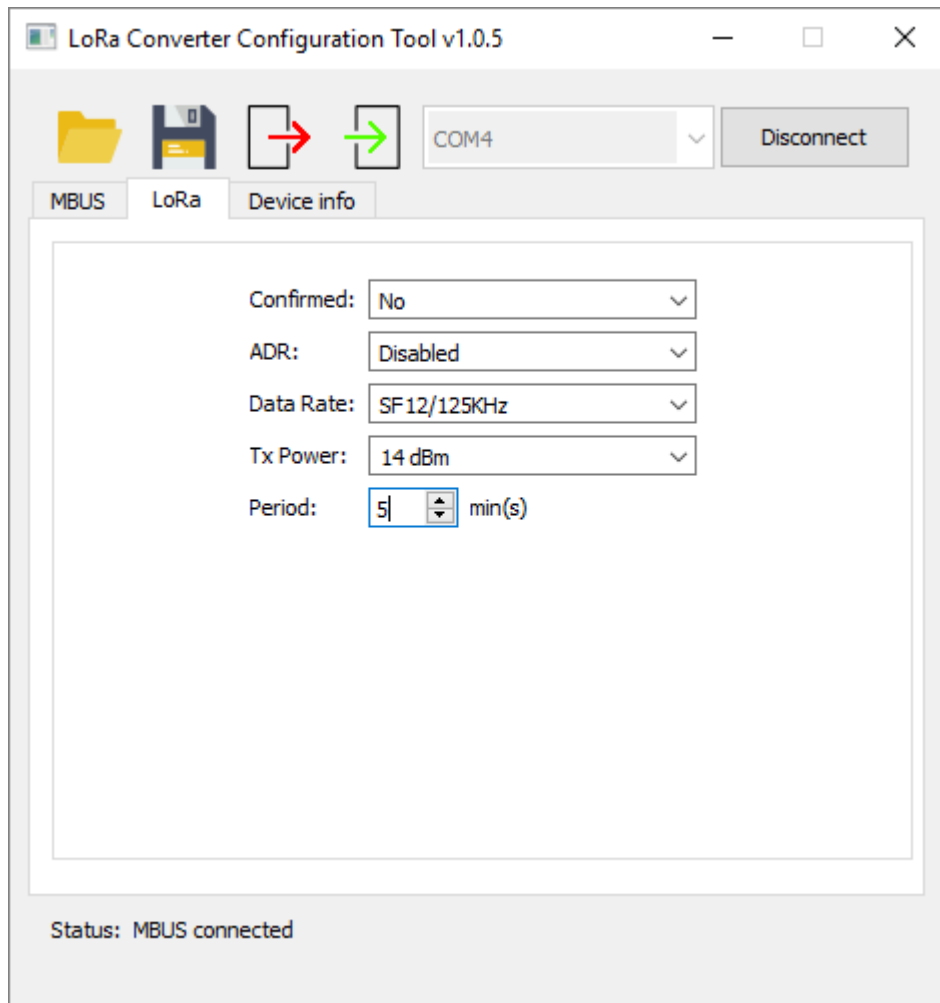 LoRa Converter Configuration Tool v1.0.5
COM4 Disconnect
MBUS LoRa Device info
Confirmed: No
ADR: Disabled
Data Rate: SF12/125KHz
Tx Power: 14 dBm
Period: 5 min(s)
Status: MBUS connected